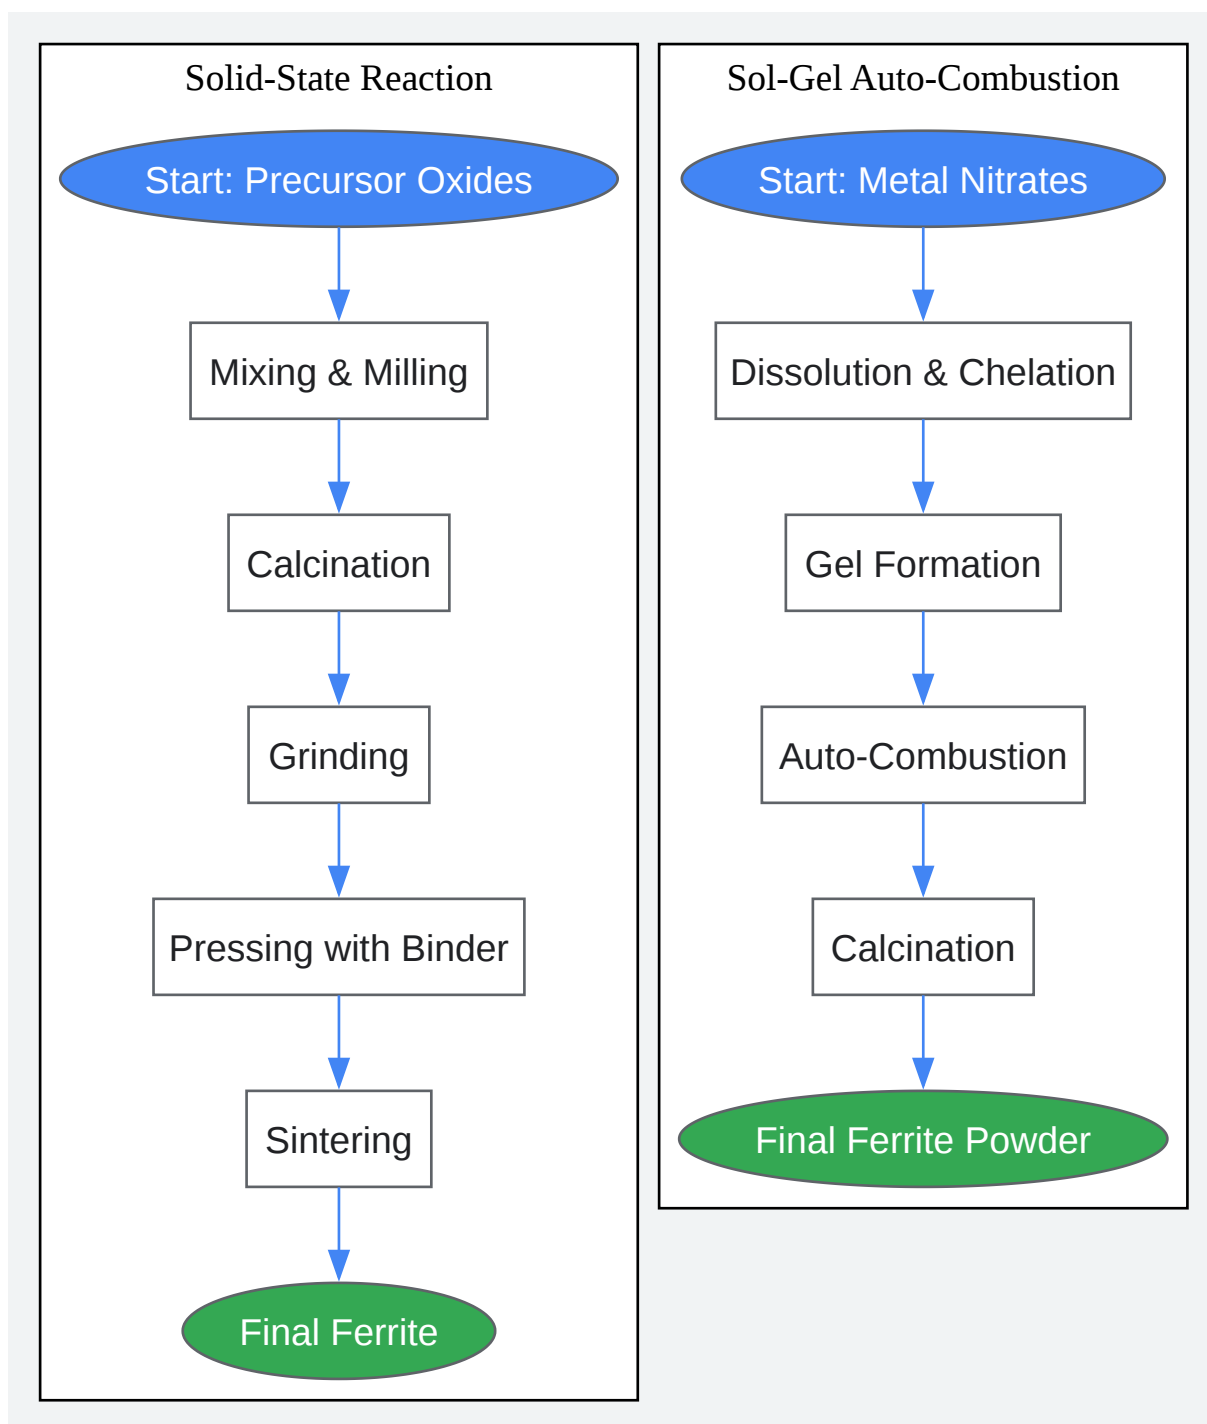 Solid-State Reaction
Start: Precursor Oxides
Mixing & Milling
Calcination
Grinding
Pressing with Binder
Sintering
Final Ferrite
Sol-Gel Auto-Combustion
Start: Metal Nitrates
Dissolution & Chelation
Gel Formation
Auto-Combustion
Calcination
Final Ferrite Powder